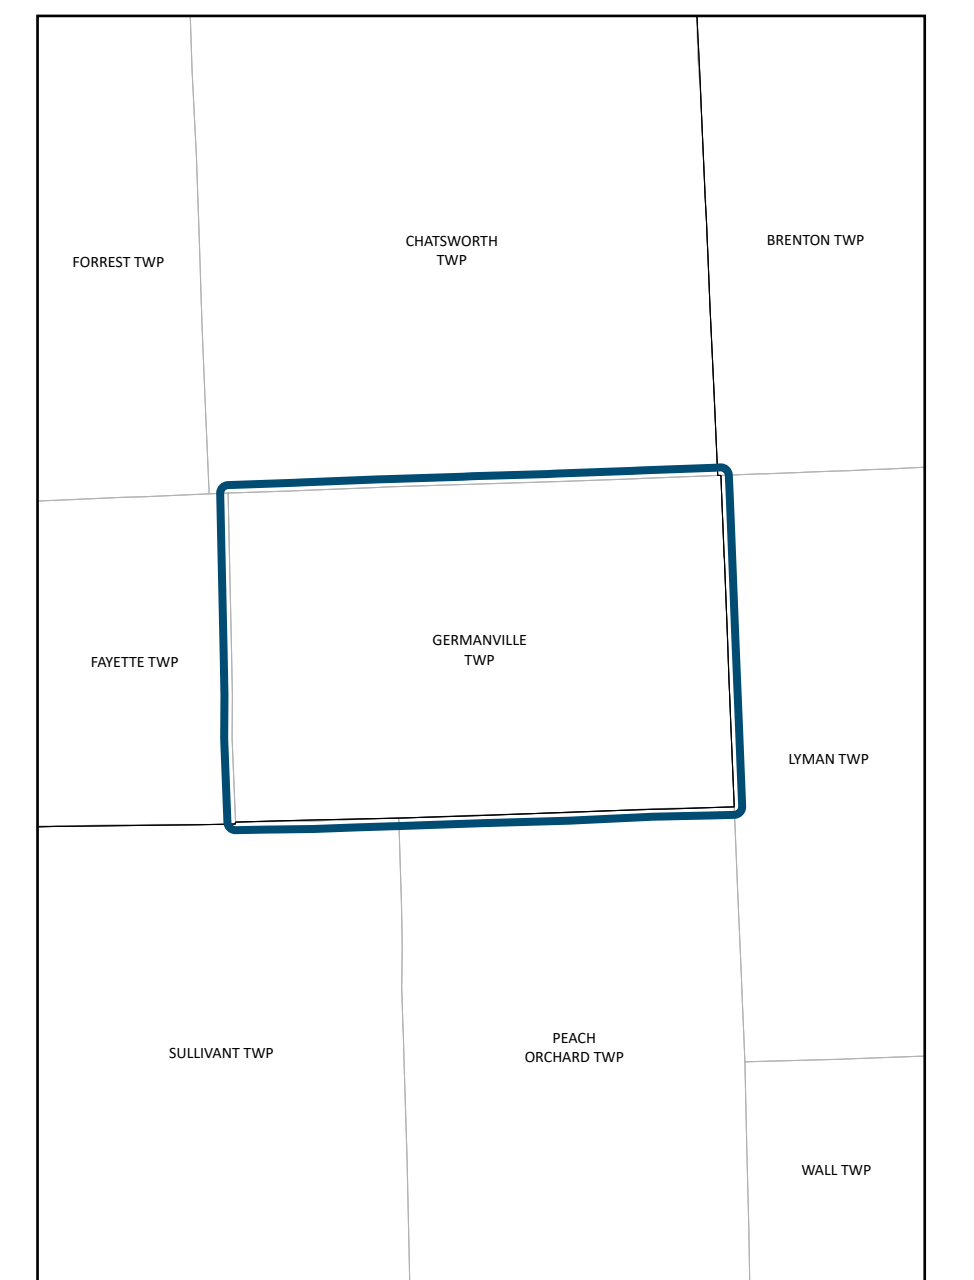 BRENTON TWP
CHATSWORTH
TWP
FORREST TWP
GERMANVILLE
TWP
FAYETTE TWP
LYMAN TWP
PEACH
ORCHARD TWP
SULLIVANT TWP
WALL TWP